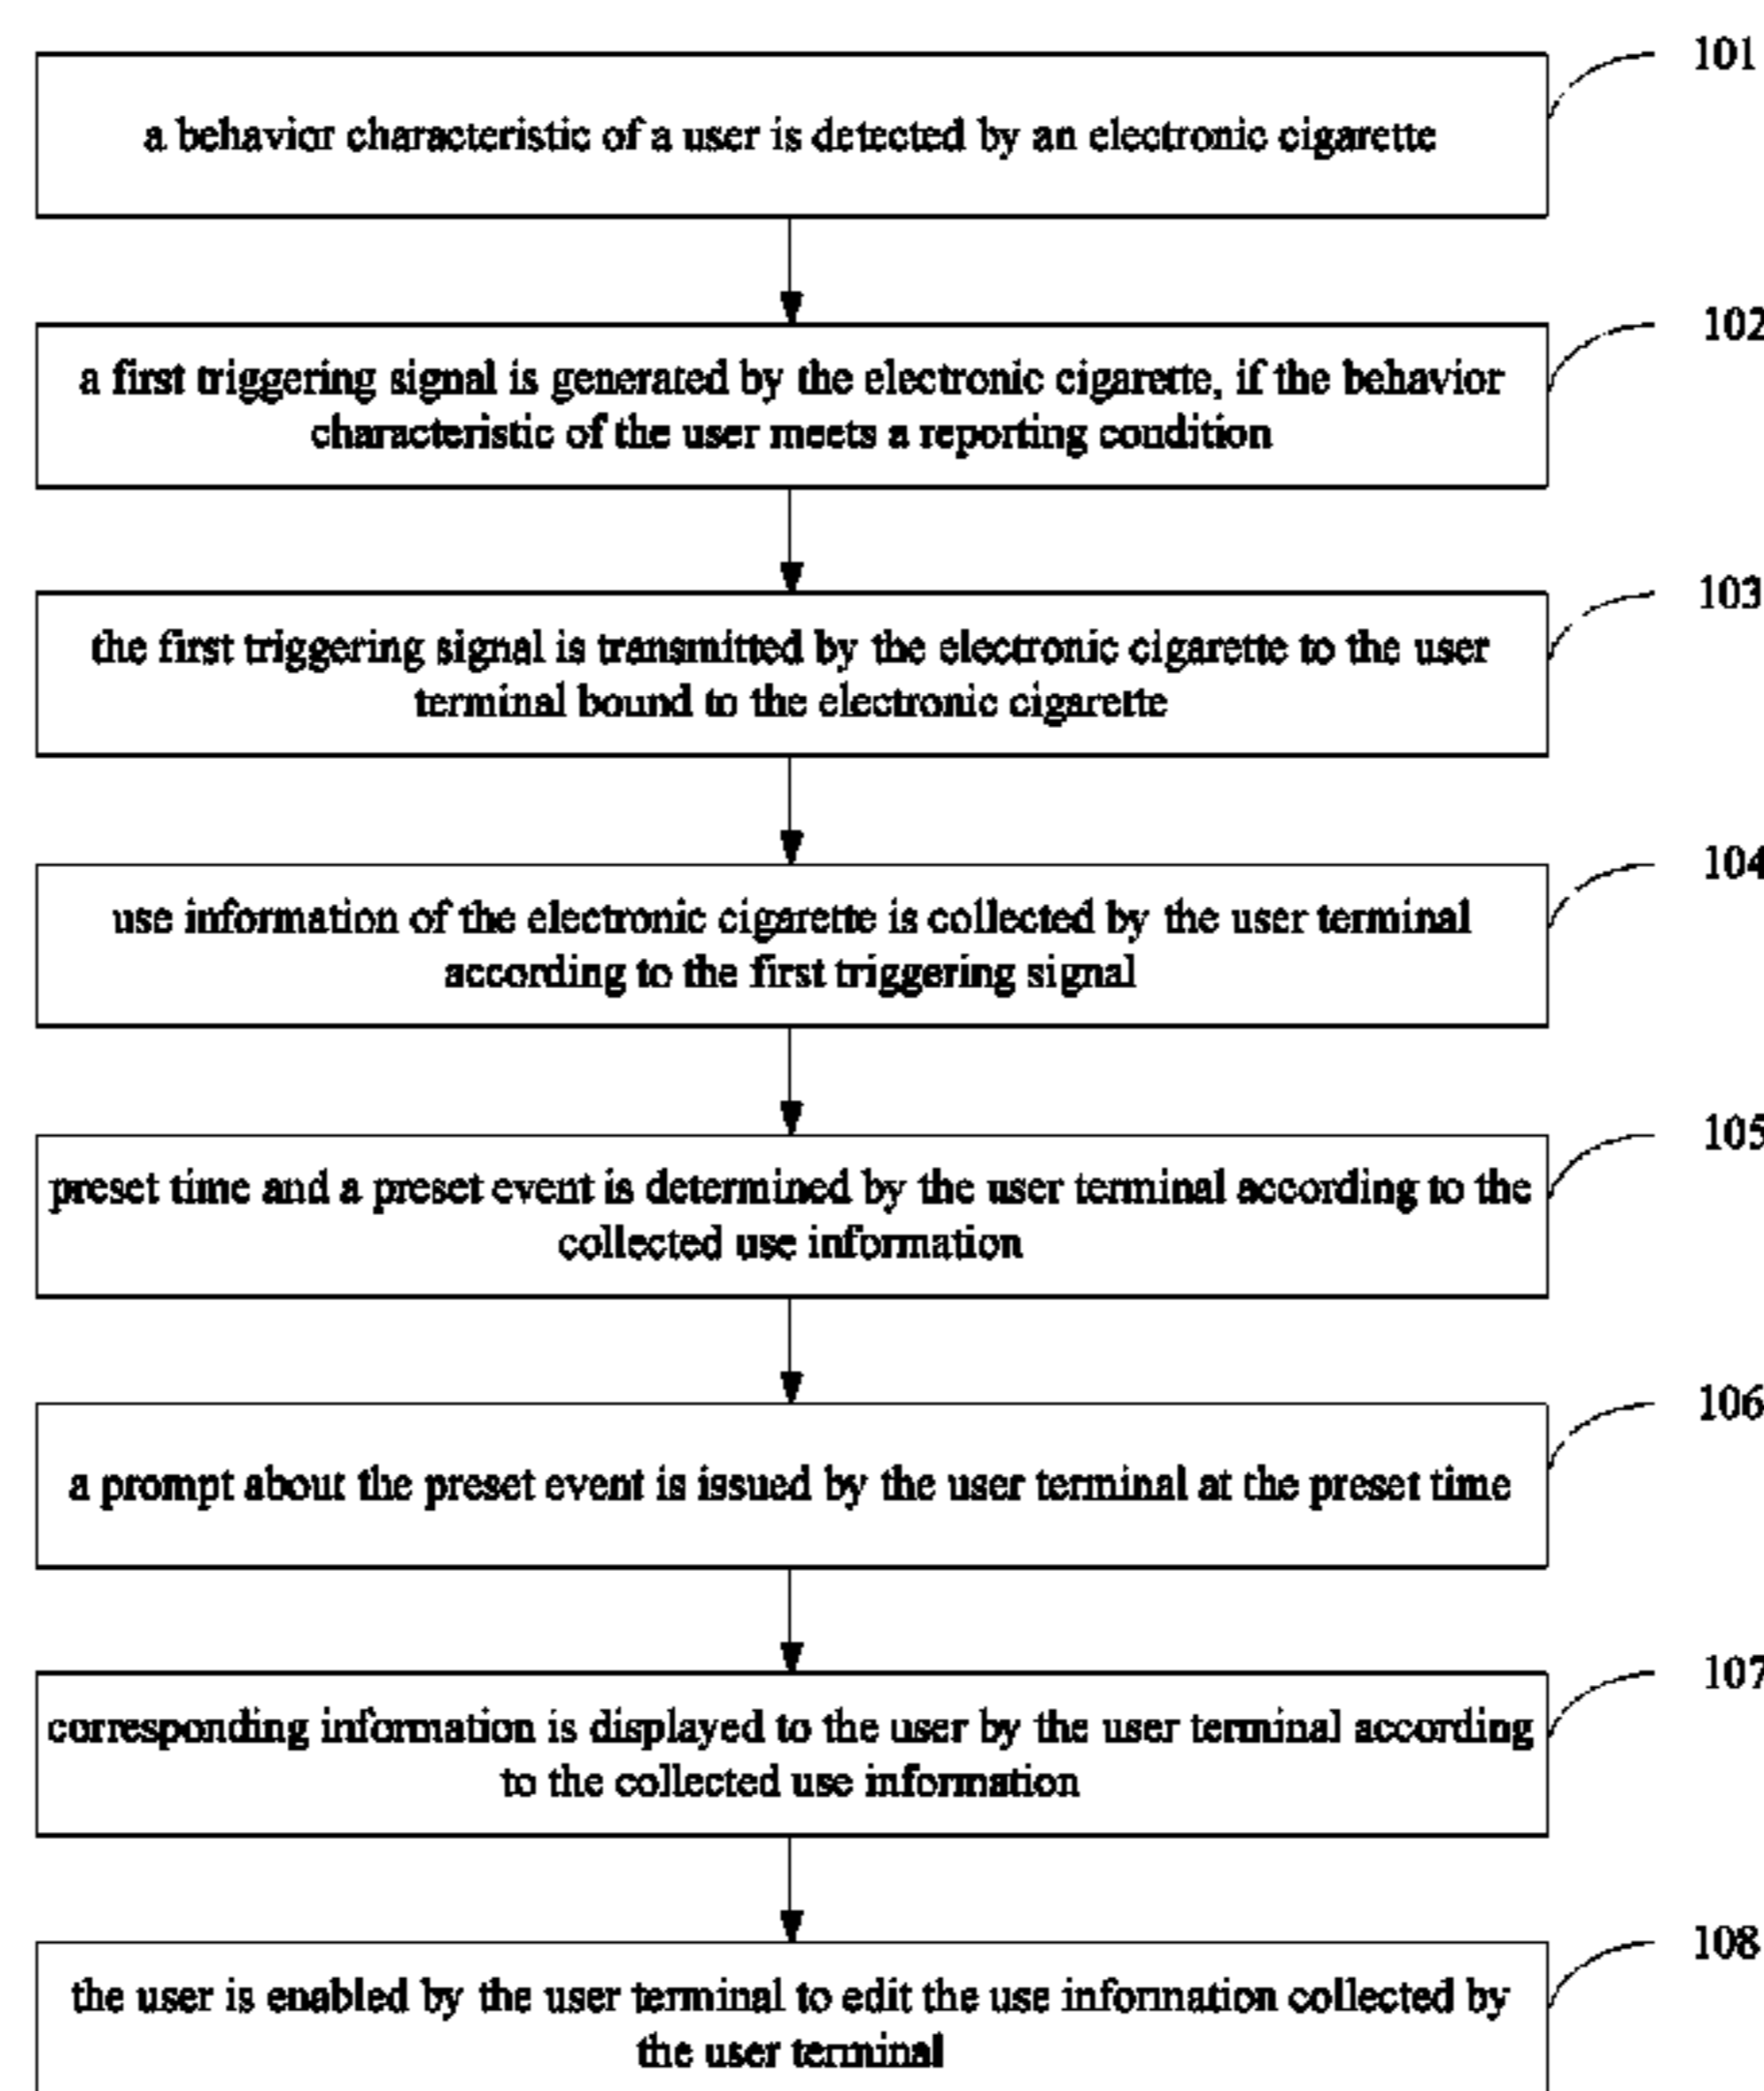 101
a behavior characteristic of a user is detected by an electronic cigarette
102
a first triggering signal is generated by the electronic cigarette, if the behavior
characteristic of the user meets a reporting condition
103
the first triggering signal is transmitted by the electronic cigarette to the user
terminal bound to the electronic cigarette
104
use information of the electronic cigarette is collected by the user terminal
according to the first triggering signal
105
preset time and a preset event is determined by the user terminal according to the
collected use information
106
a prompt about the preset event is issued by the user terminal at the preset time
107
corresponding information is displayed to the user by the user terminal according
to the collected use information
108
the user is enabled by the user terminal to edit the use information collected by
the user terminal